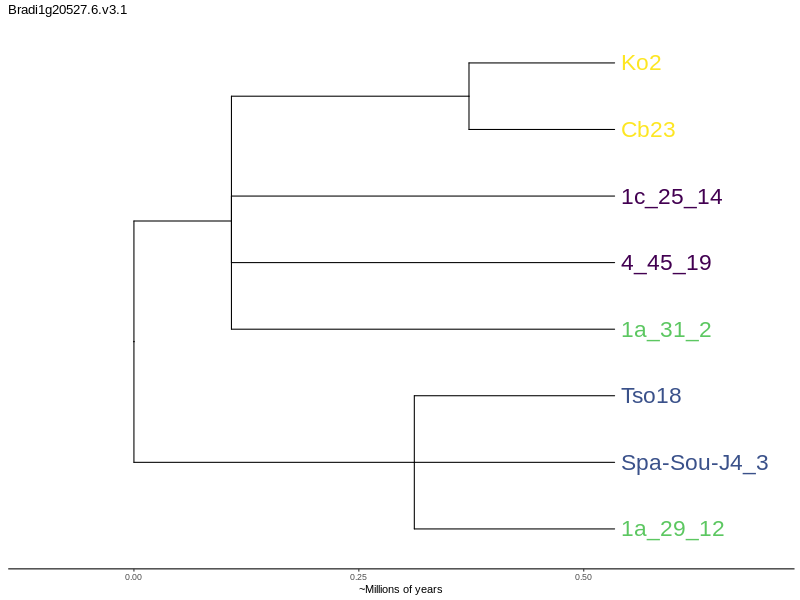 Bradi1g20527.6.v3.1
Ko2
Cb23
1c_25_14
4_45_19
1a_31_2
Tso18
Spa-Sou-J4_3
1a_29_12
0.00 0.25 0.50
~Millions of years